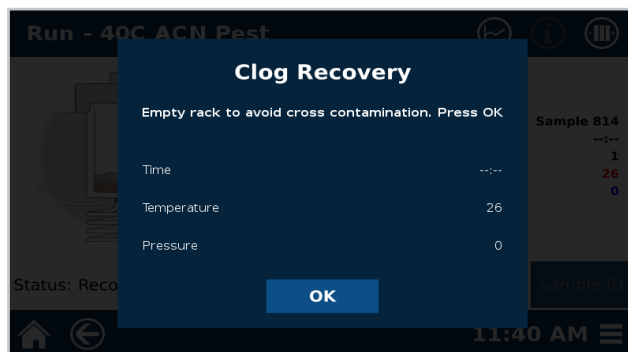 Run - 40C ACN Pest
Clog Recovery
Empty rack to avoid cross contamination. Press OK
Sample 814
--:--
1
26
0
Time --:--
Temperature 26
Pressure 0
OK
Status: Reco
Sample ID
11:40 AM